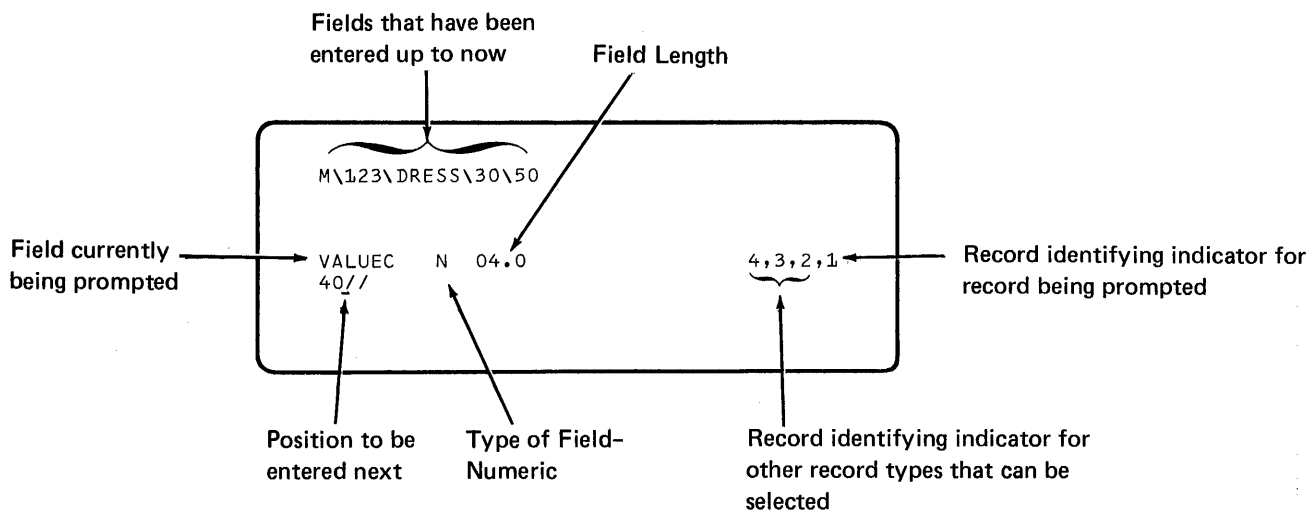 Fields that have been
entered up to now
Field Length
M\123\DRESS\30\50
Field currently
being prompted
VALUEC N 04.0
4,3,2,1
40//
Record identifying indicator for
record being prompted
Position to be
entered next
Type of Field–
Numeric
Record identifying indicator for
other record types that can be
selected